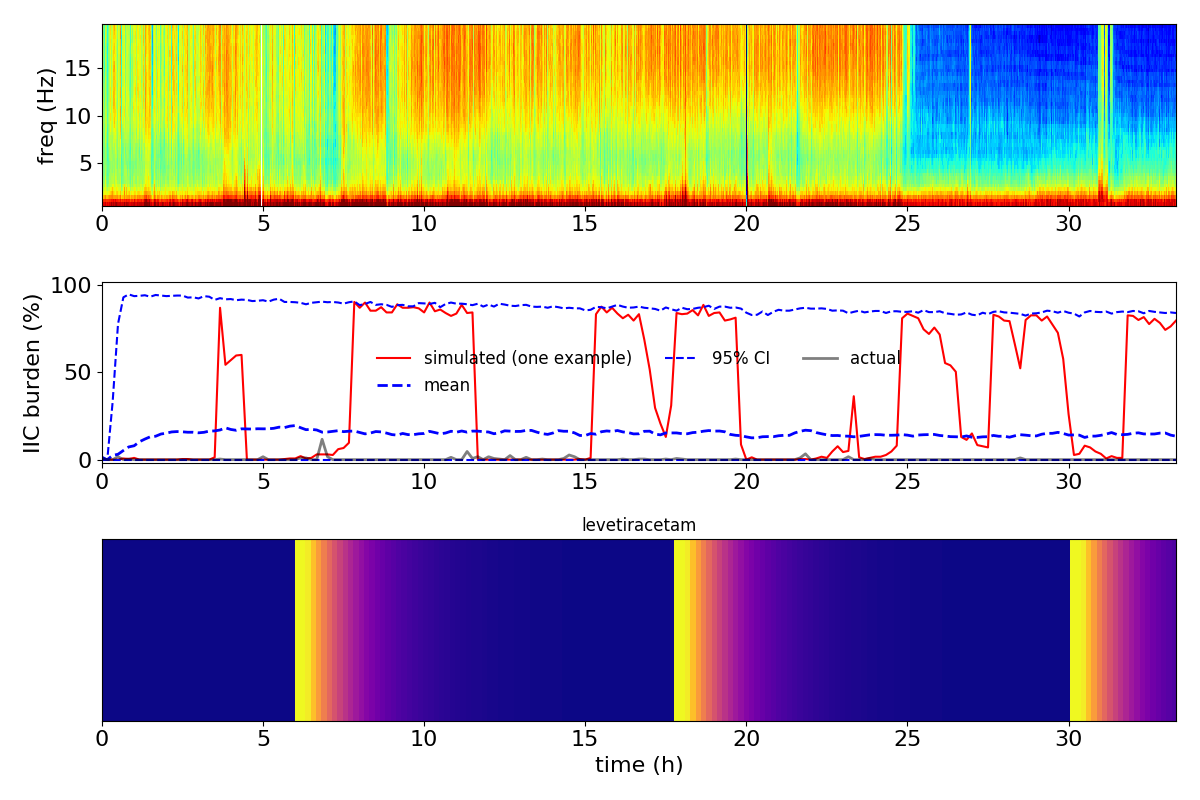 freq (Hz)
15
10
5
0 5 10 15 20 25 30
IIC burden (%)
100
50
0
simulated (one example) 95% CI actual
mean
0 5 10 15 20 25 30
levetiracetam
0 5 10 15 20 25 30
time (h)